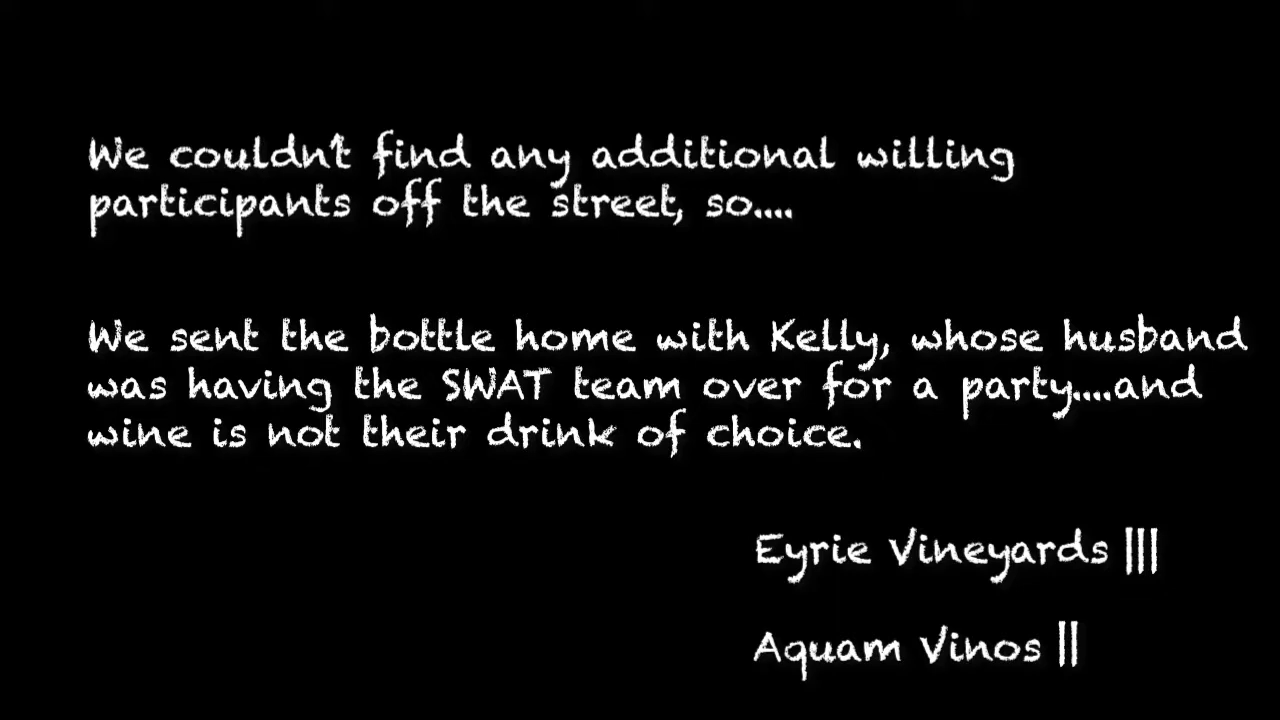 We couldn't find any additional willing
participants off the street, so....
We sent the bottle home with Kelly, whose husband
was having the SWAT team over for a party....and
wine is not their drink of choice.
Eyrie Vineyards |||
Aquam Vinos ||